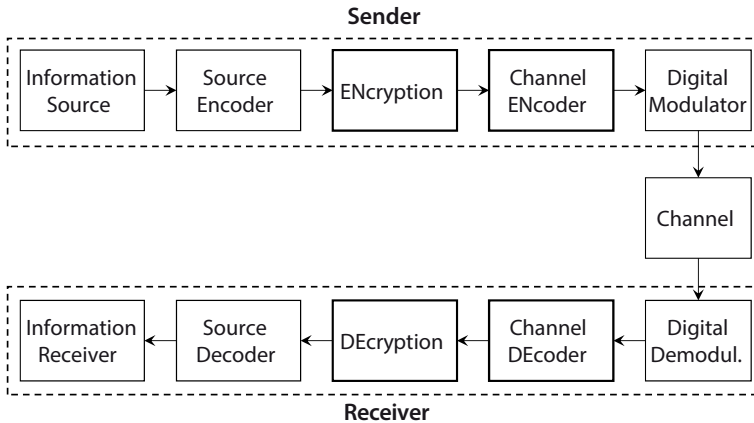 Sender
Information
Source
Source
Encoder
ENcryption
Channel
ENcoder
Digital
Modulator
Channel
Information
Receiver
Source
Decoder
DEcryption
Channel
DEcoder
Digital
Demodul.
Receiver